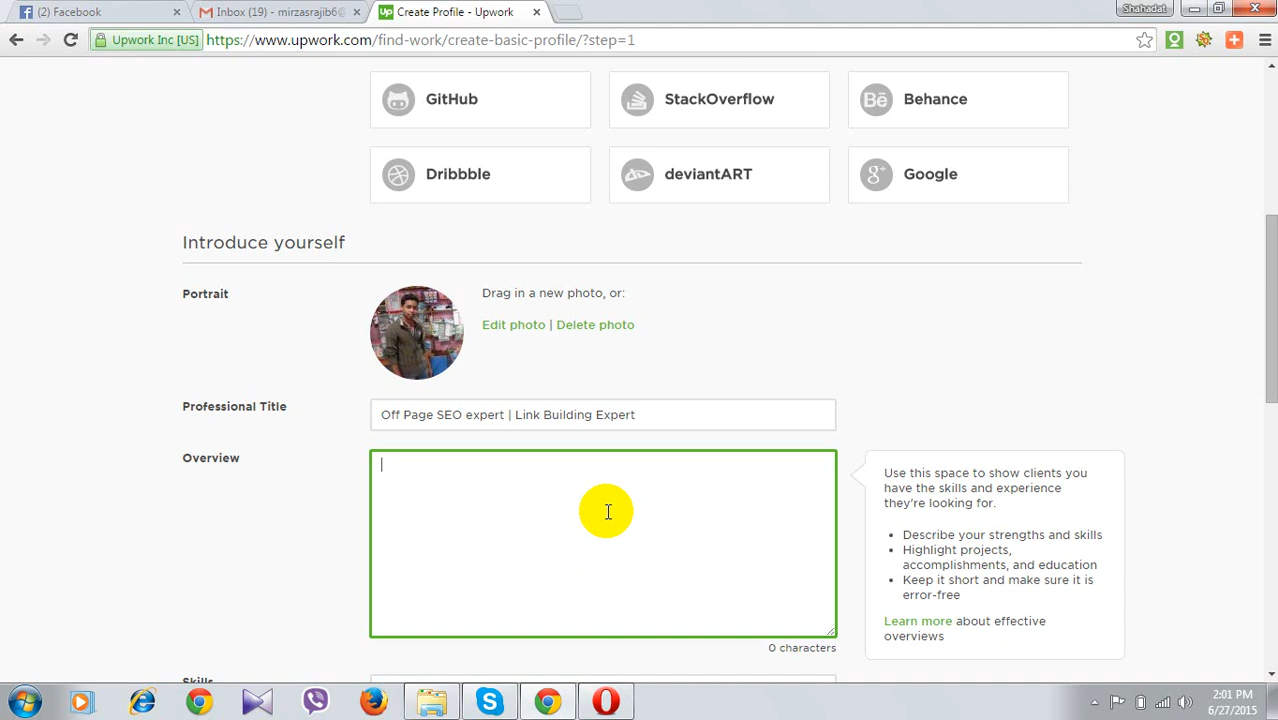 (2) Facebook
Inbox (19) - mirzasrajib6@
Create Profile - Upwork
Shahadat
Upwork Inc [US]
https://www.upwork.com/find-work/create-basic-profile/?step=1
GitHub
StackOverflow
Behance
Dribbble
deviantART
Google
Introduce yourself
Portrait
Drag in a new photo, or:
Edit photo | Delete photo
Professional Title
Off Page SEO expert | Link Building Expert
Overview
Use this space to show clients you
have the skills and experience
they're looking for.
• Describe your strengths and skills
• Highlight projects,
accomplishments, and education
• Keep it short and make sure it is
error-free
Learn more about effective
overviews
0 characters
Skills
2:01 PM
6/27/2015